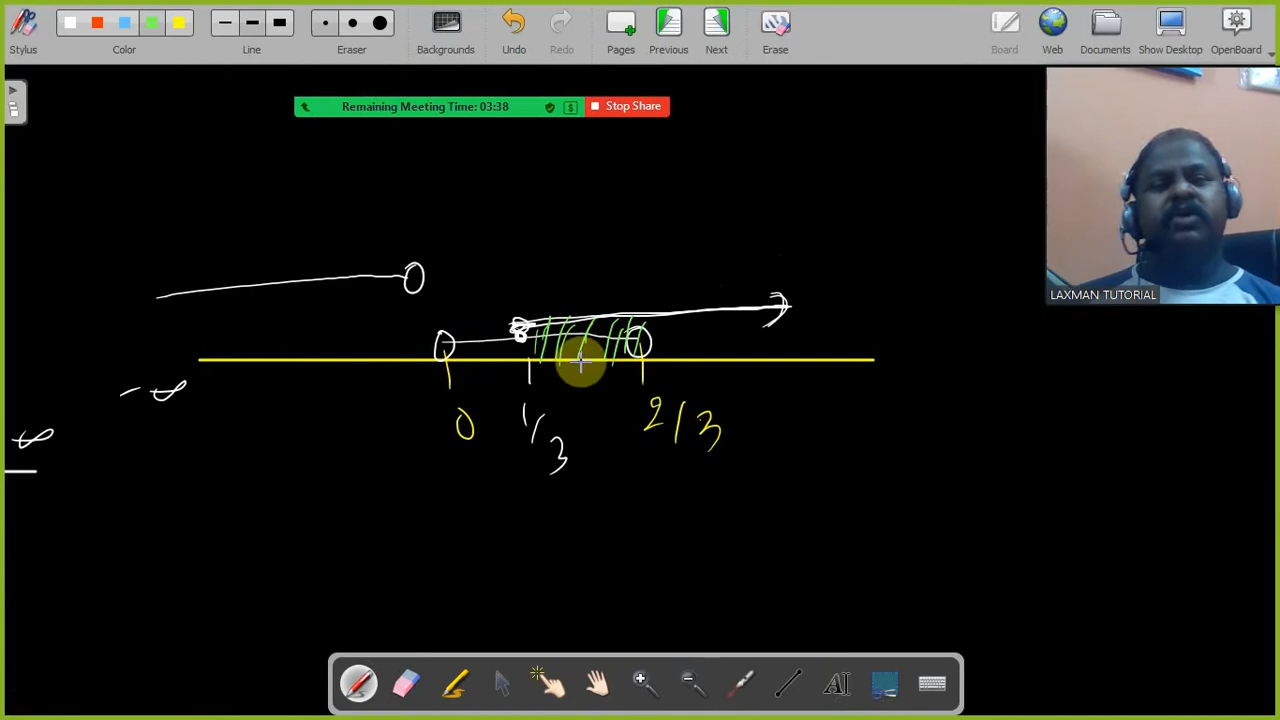 Stylus
Color
Line
Eraser
Backgrounds
Undo
Redo
Pages
Previous
Next
Erase
Board
Web
Documents
Show Desktop
OpenBoard
Remaining Meeting Time: 03:38
$
Stop Share
LAXMAN TUTORIAL
-∞
∞
0
1/3
2/3
AI